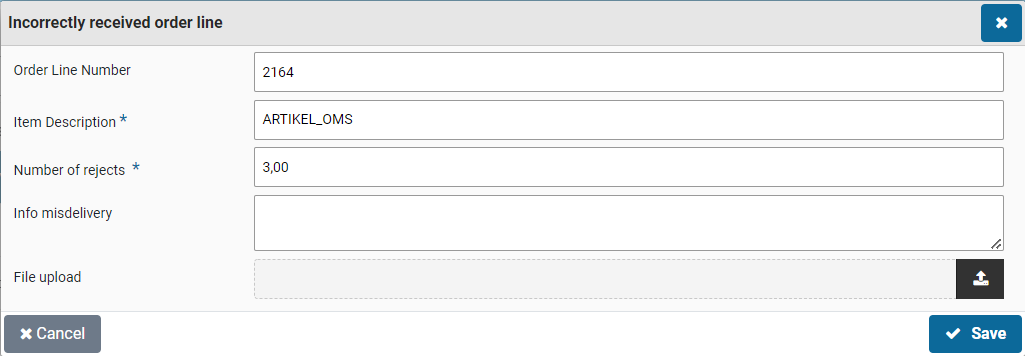 Incorrectly received order line
Order Line Number
2164
Item Description *
ARTIKEL_OMS
Number of rejects *
3,00
Info misdelivery
File upload
Cancel
Save